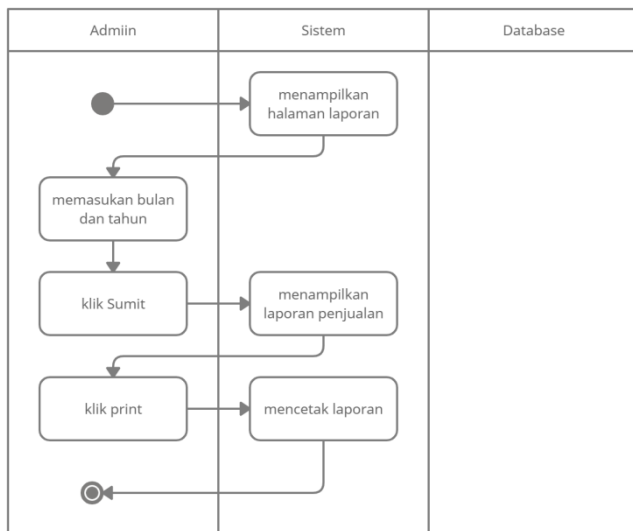 Admiin
Sistem
Database
menampilkan
halaman laporan
memasukan bulan
dan tahun
klik Sumit
menampilkan
laporan penjualan
klik print
mencetak laporan